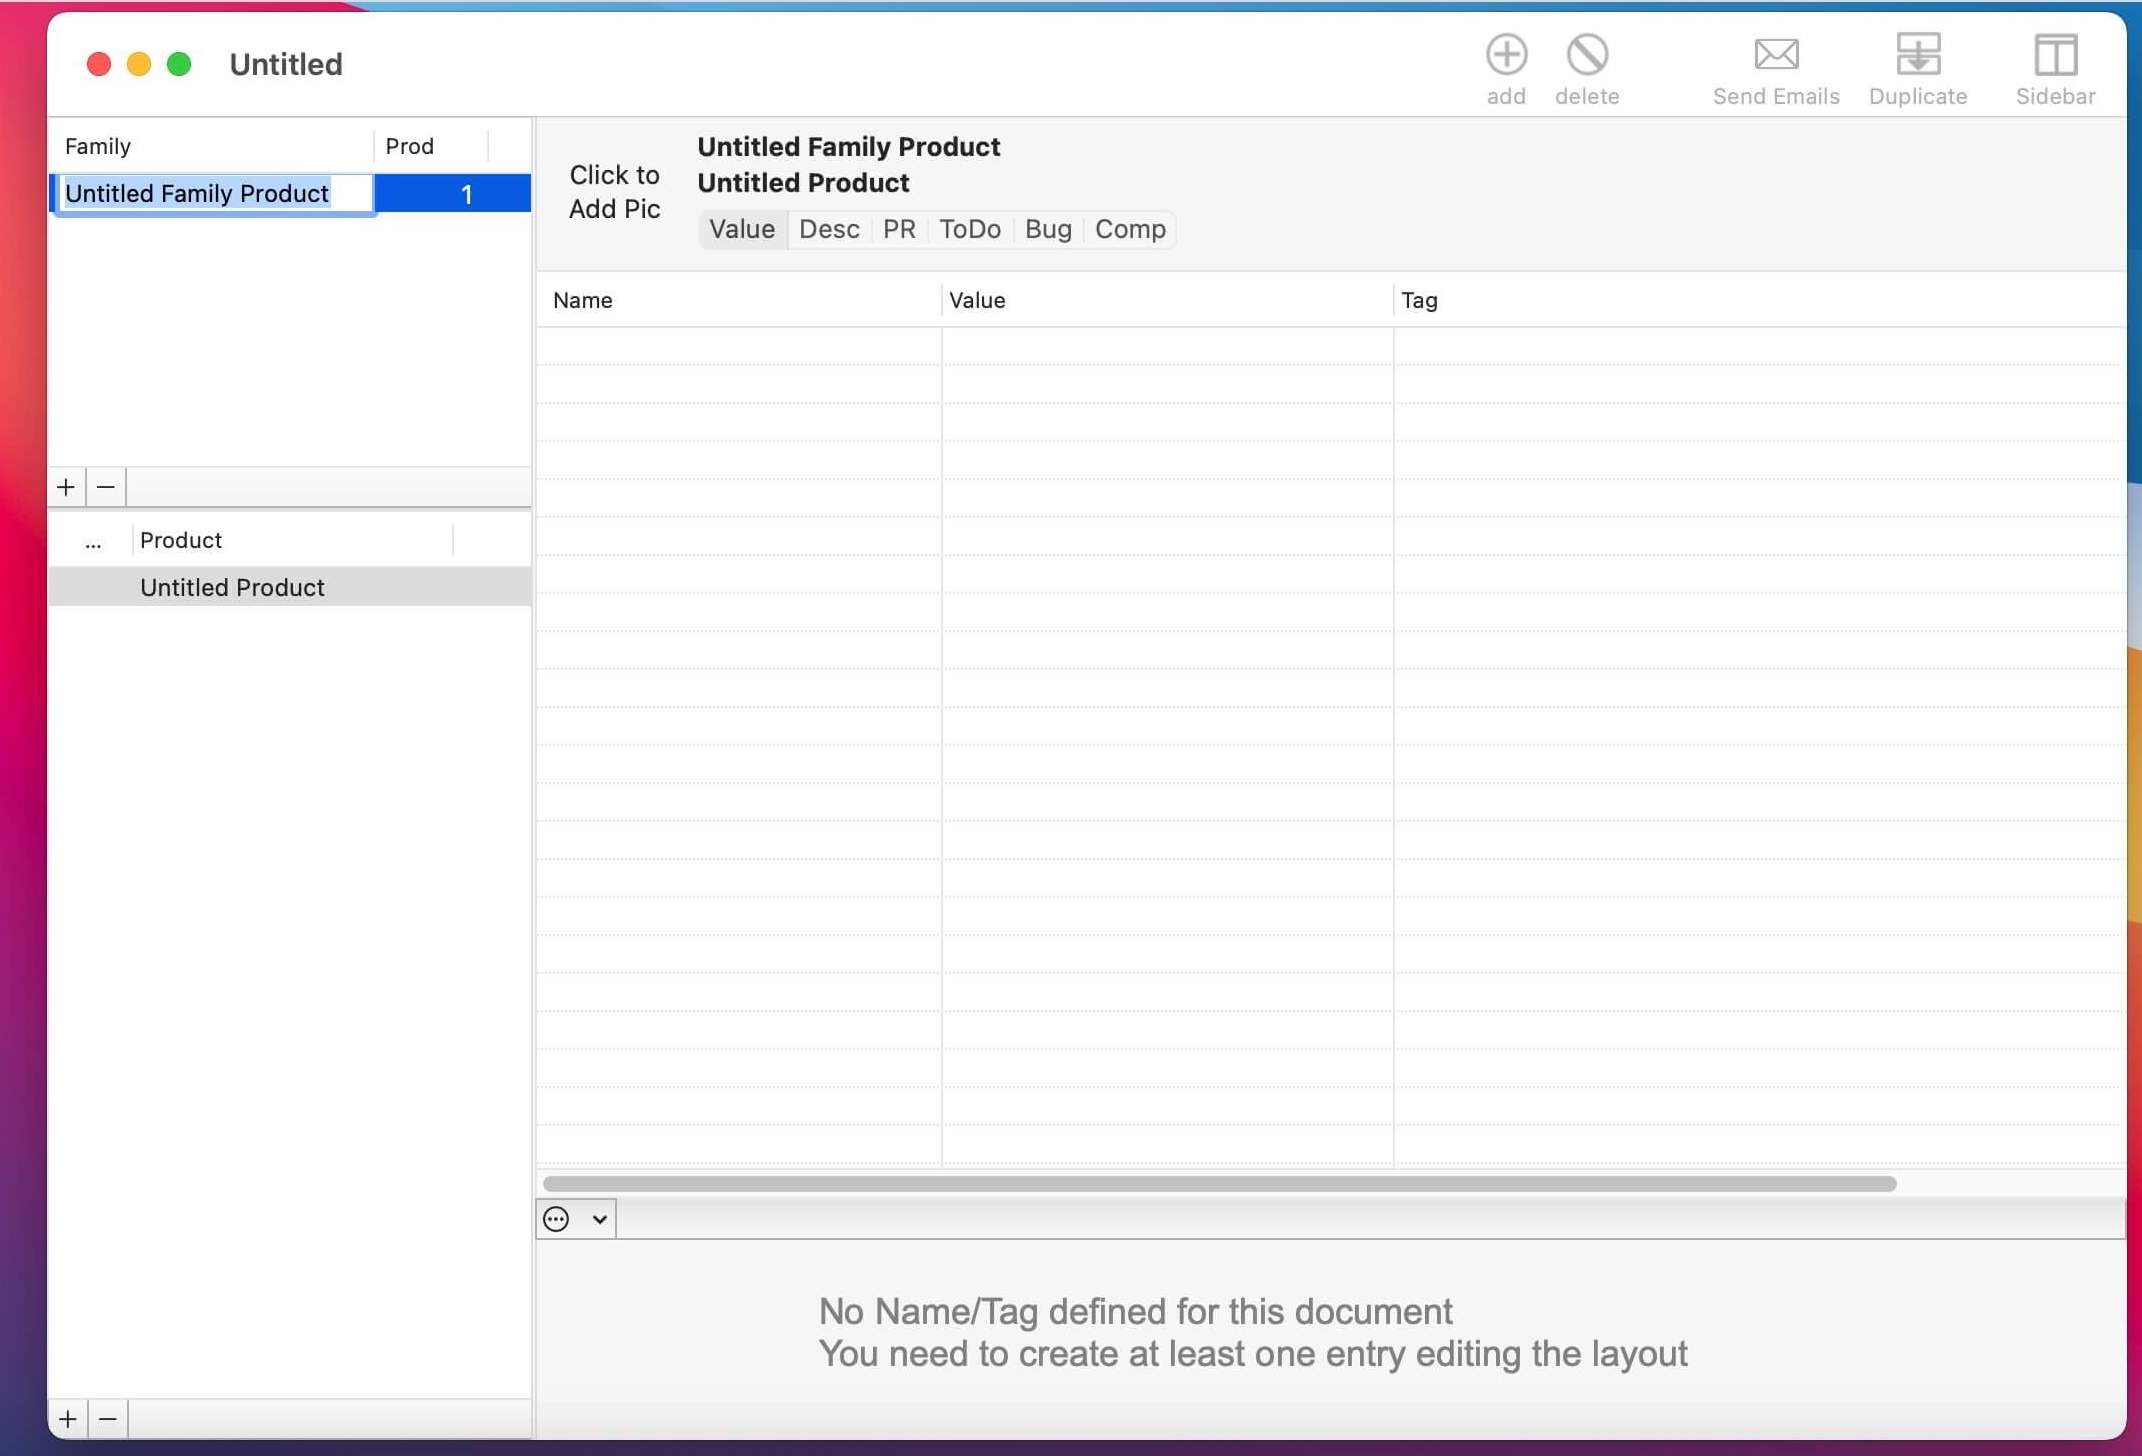 Untitled
add
delete
Send Emails
Duplicate
Sidebar
Family
Prod
Untitled Family Product
1
+
−
...
Product
Untitled Product
+
−
Click to
Add Pic
Untitled Family Product
Untitled Product
Value
Desc
PR
ToDo
Bug
Comp
Name
Value
Tag
No Name/Tag defined for this document
You need to create at least one entry editing the layout